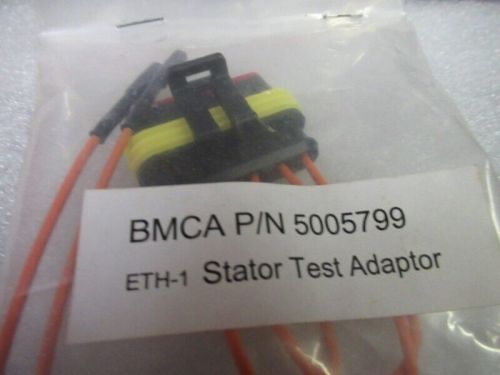 BMCA P/N 5005799
ETH-1 Stator Test Adaptor